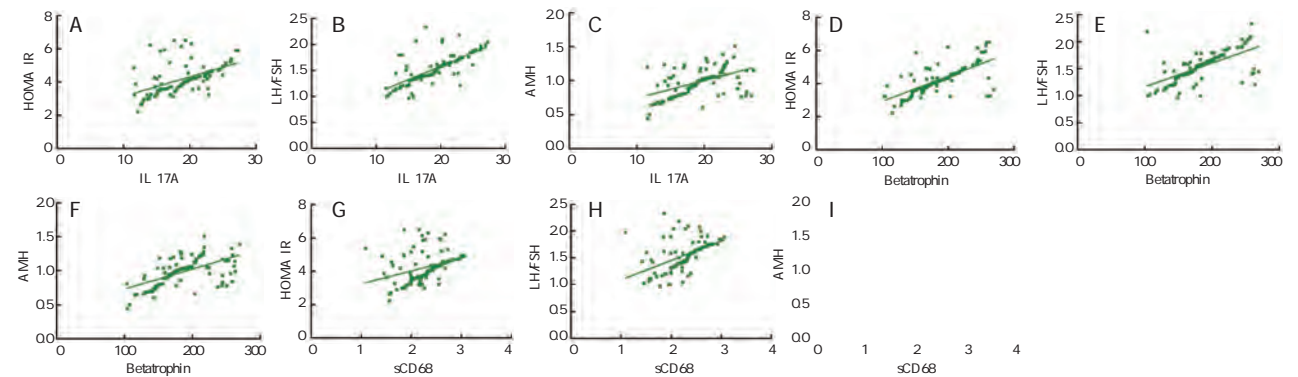 A
HOMA IR
8
6
4
2
0
0 10 20 30
IL 17A
B
LH/FSH
2.5
2.0
1.5
1.0
0.5
0
0 10 20 30
IL 17A
C
AMH
2.0
1.5
1.0
0.5
0.0
0 10 20 30
IL 17A
D
HOMA IR
8
6
4
2
0
0 100 200 300
Betatrophin
E
LH/FSH
2.5
2.0
1.5
1.0
0.5
0.0
0 100 200 300
Betatrophin
F
AMH
2.0
1.5
1.0
0.5
0.0
0 100 200 300
Betatrophin
G
HOMA IR
8
6
4
2
0
0 1 2 3 4
sCD68
H
LH/FSH
2.5
2.0
1.5
1.0
0.5
0.0
0 1 2 3 4
sCD68
I
AMH
2.0
1.5
1.0
0.5
0.0
0 1 2 3 4
sCD68